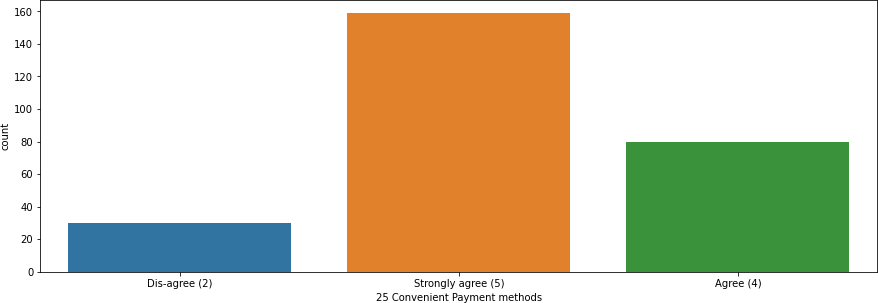 160
140
120
100
80
60
40
20
0
count
Dis-agree (2)
Strongly agree (5)
Agree (4)
25 Convenient Payment methods